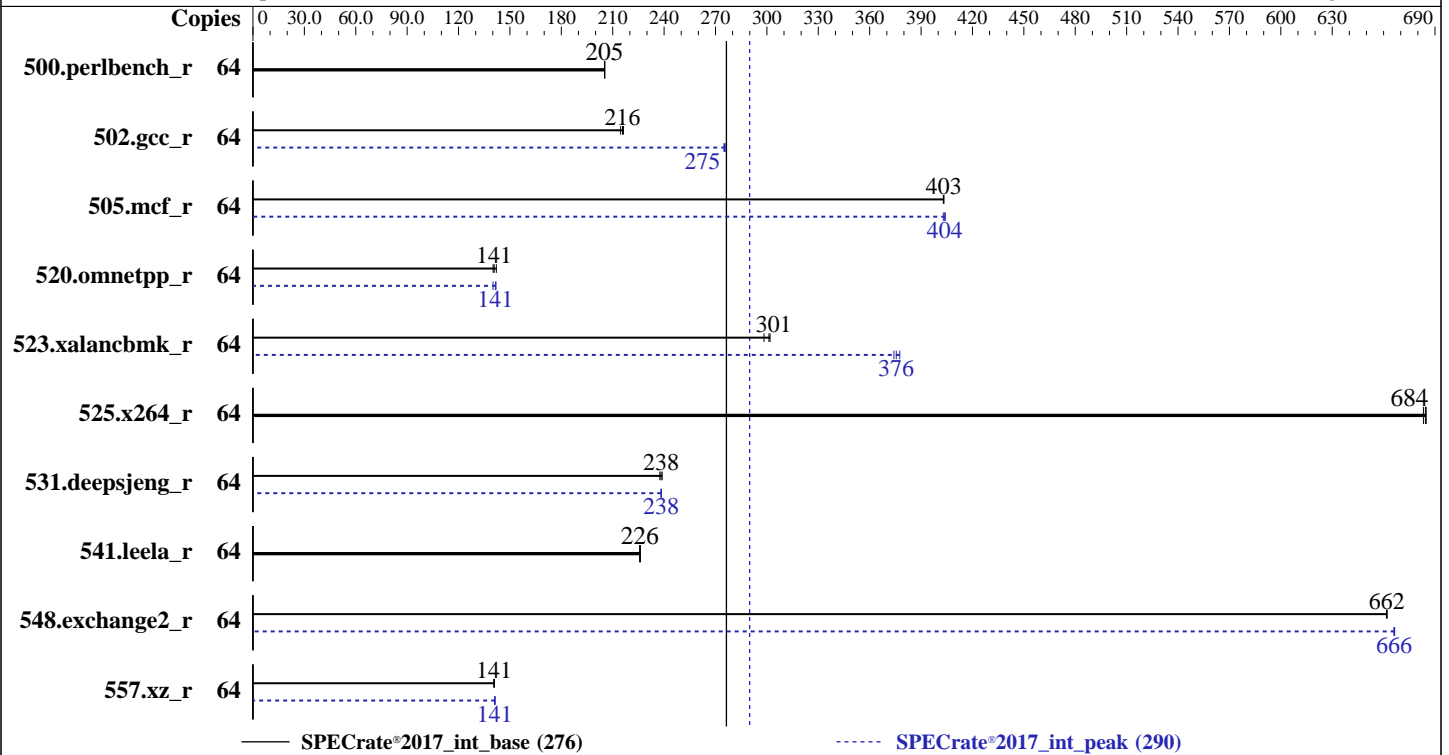 Copies 0 30.0 60.0 90.0 120 150 180 210 240 270 300 330 360 390 420 450 480 510 540 570 600 630 690
500.perlbench_r 64 205
502.gcc_r 64 216
275
505.mcf_r 64 403
404
520.omnetpp_r 64 141
141
523.xalancbmk_r 64 301
376
525.x264_r 64 684
531.deepsjeng_r 64 238
238
541.leela_r 64 226
548.exchange2_r 64 662
666
557.xz_r 64 141
141
SPECrate®2017_int_base (276) SPECrate®2017_int_peak (290)